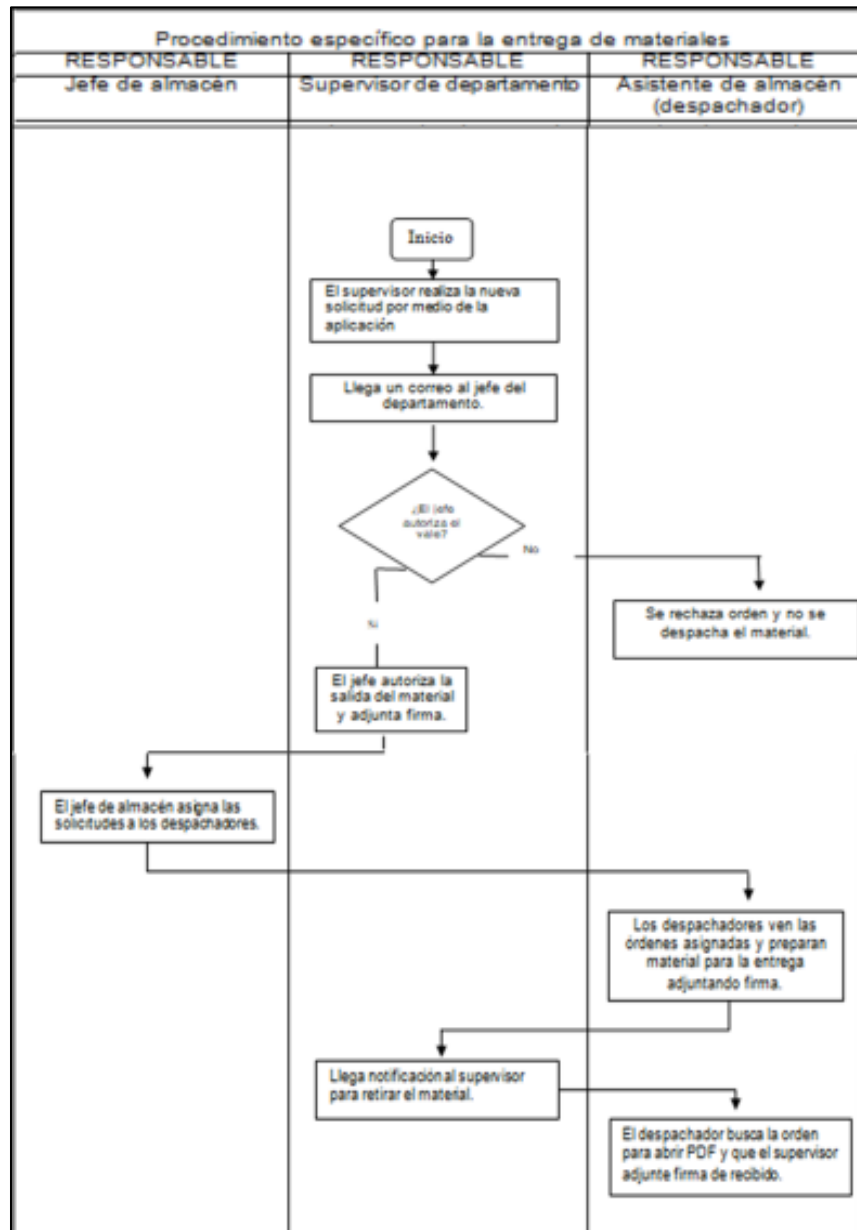 Procedimiento específico para la entrega de materiales
RESPONSABLE
RESPONSABLE
RESPONSABLE
Jefe de almacén
Supervisor de departamento
Asistente de almacén
(despachador)
Inicio
El supervisor realiza la nueva
solicitud por medio de la
aplicación
Llega un correo al jefe del
departamento.
¿El jefe
autoriza el
vale?
No
Si
Se rechaza orden y no se
despacha el material.
El jefe autoriza la
salida del material
y adjunta firma.
El jefe de almacén asigna las
solicitudes a los despachadores.
Los despachadores ven las
órdenes asignadas y preparan
material para la entrega
adjuntando firma.
Llega notificación al supervisor
para retirar el material.
El despachador busca la orden
para abrir PDF y que el supervisor
adjunte firma de recibido.